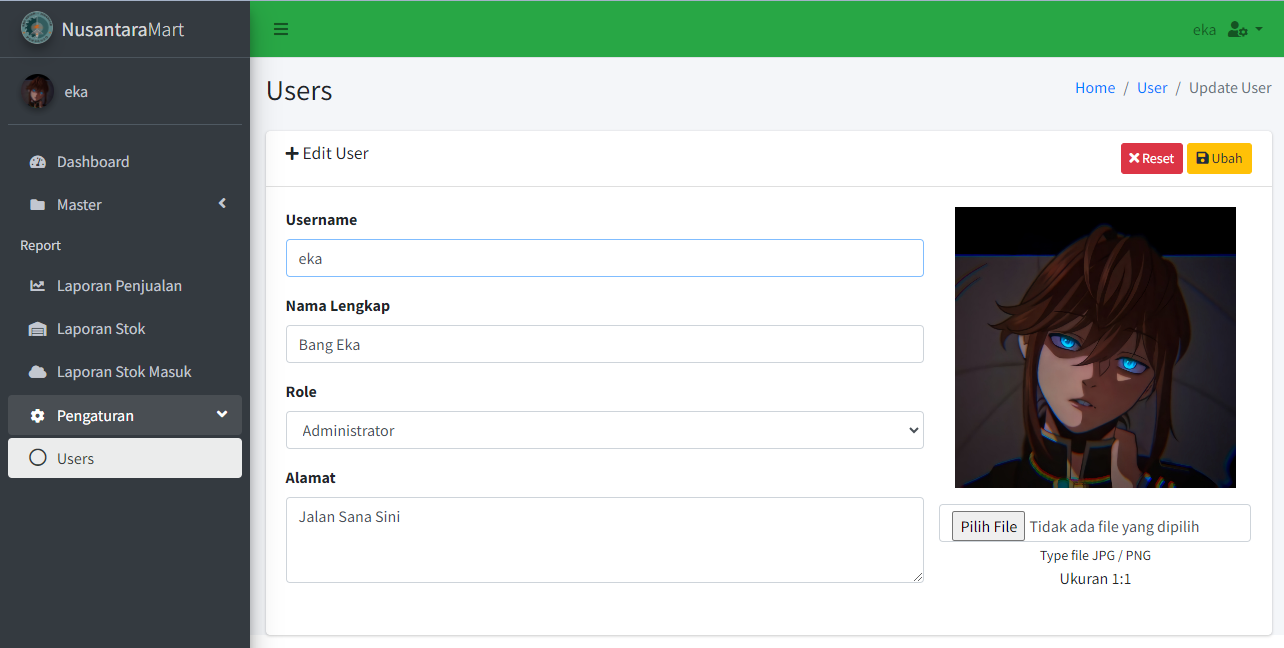 NusantaraMart
eka
eka
Dashboard
Master
Report
Laporan Penjualan
Laporan Stok
Laporan Stok Masuk
Pengaturan
Users
Users
Home / User / Update User
Edit User
Reset
Ubah
Username
eka
Nama Lengkap
Bang Eka
Role
Administrator
Alamat
Jalan Sana Sini
Pilih File Tidak ada file yang dipilih
Type file JPG / PNG
Ukuran 1:1